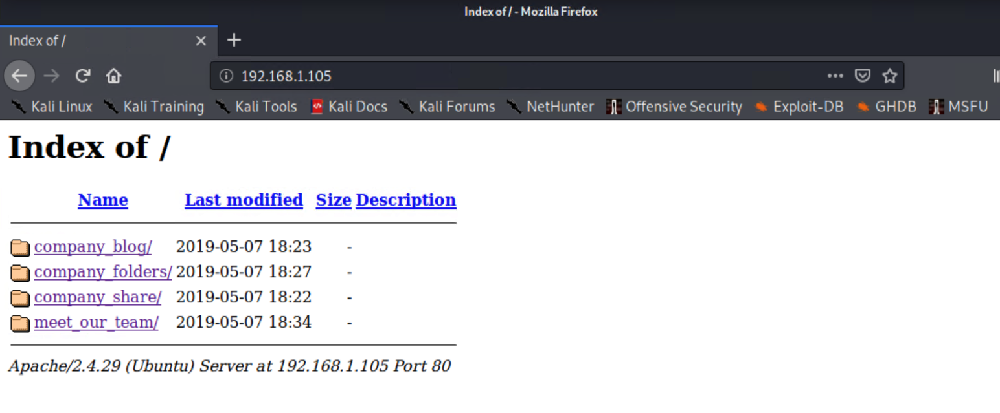 Index of / - Mozilla Firefox
Index of /
192.168.1.105
Kali Linux Kali Training Kali Tools Kali Docs Kali Forums NetHunter Offensive Security Exploit-DB GHDB MSFU
Index of /
Name Last modified Size Description
company_blog/ 2019-05-07 18:23 -
company_folders/ 2019-05-07 18:27 -
company_share/ 2019-05-07 18:22 -
meet_our_team/ 2019-05-07 18:34 -
Apache/2.4.29 (Ubuntu) Server at 192.168.1.105 Port 80